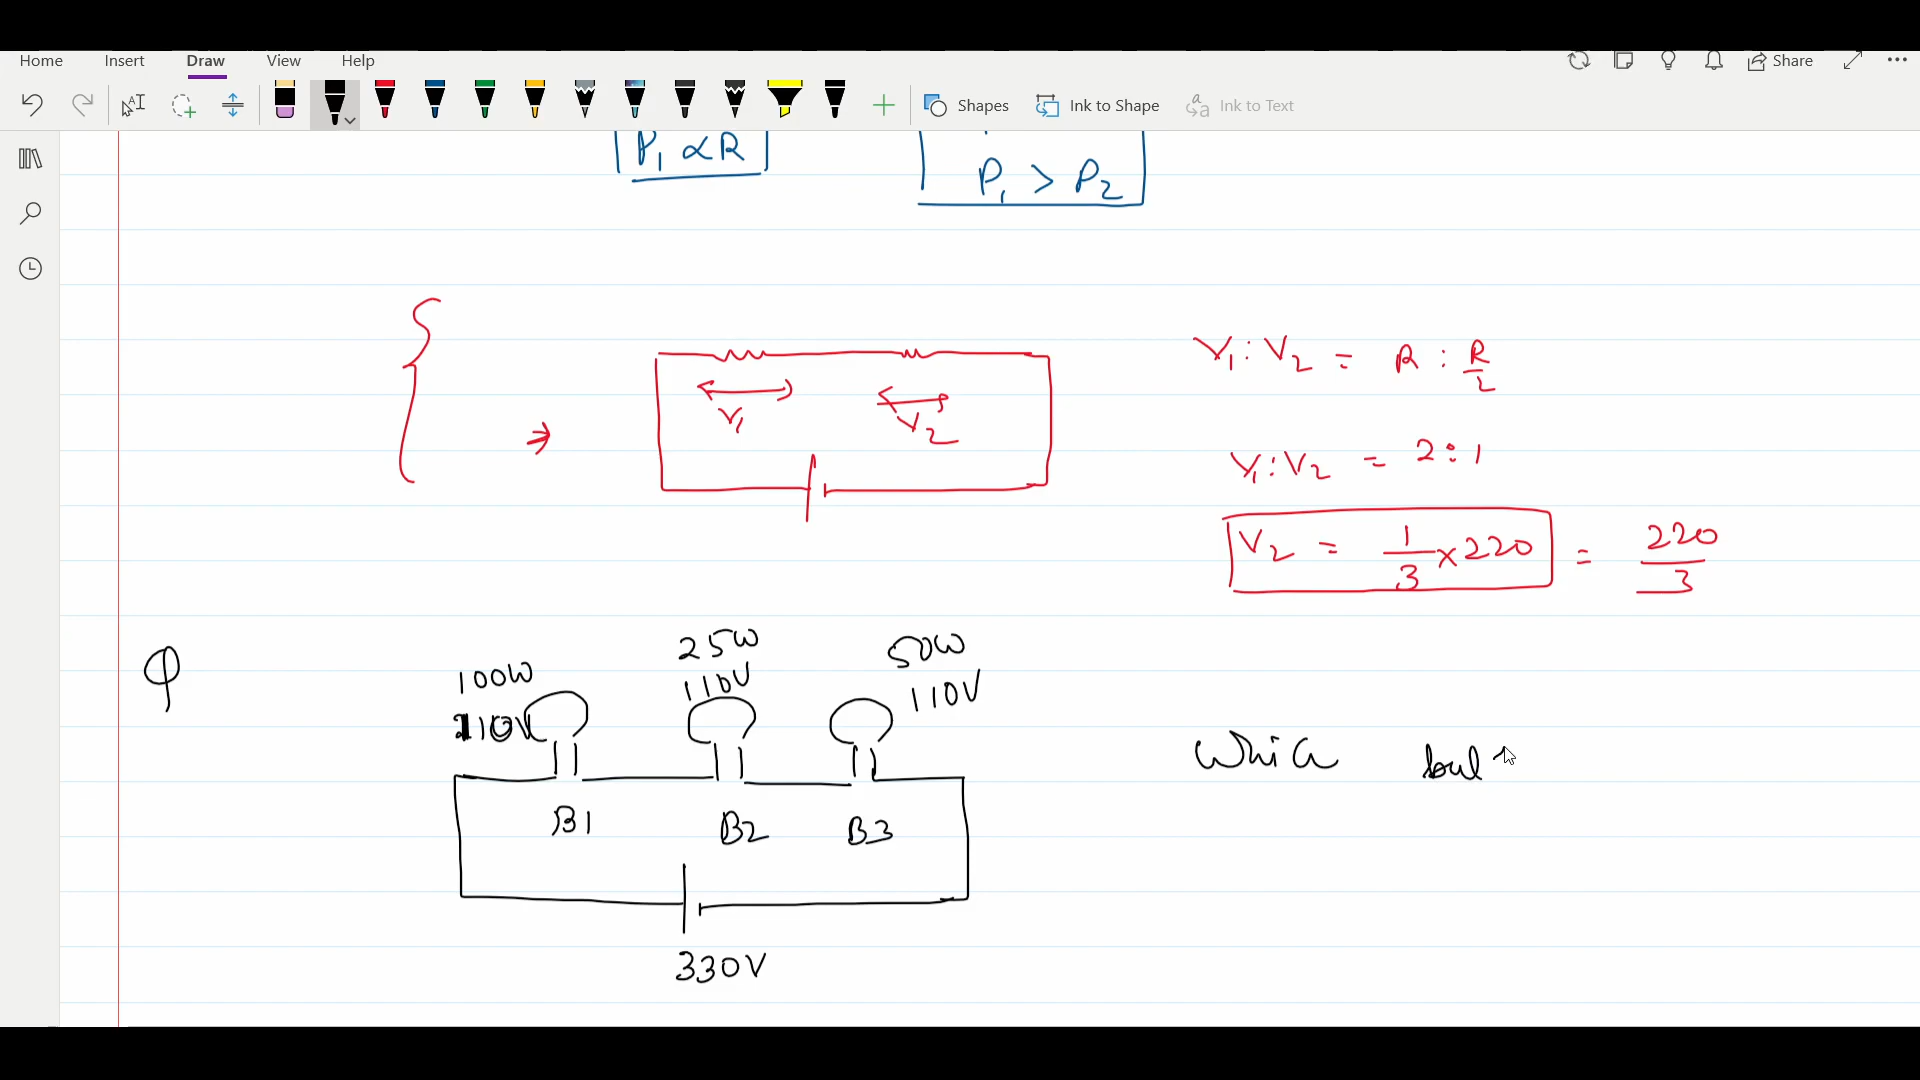 Home Insert Draw View Help Share
Shapes Ink to Shape Ink to Text
P₁ ∝ R
P₁ > P₂
V₁ : V₂ = R : R/2
V₁
V₂
V₁ : V₂ = 2 : 1
V₂ = 1/3 × 220 = 220/3
Q
100W
110V
25W
110V
50W
110V
Which bul
B1 B2 B3
330V